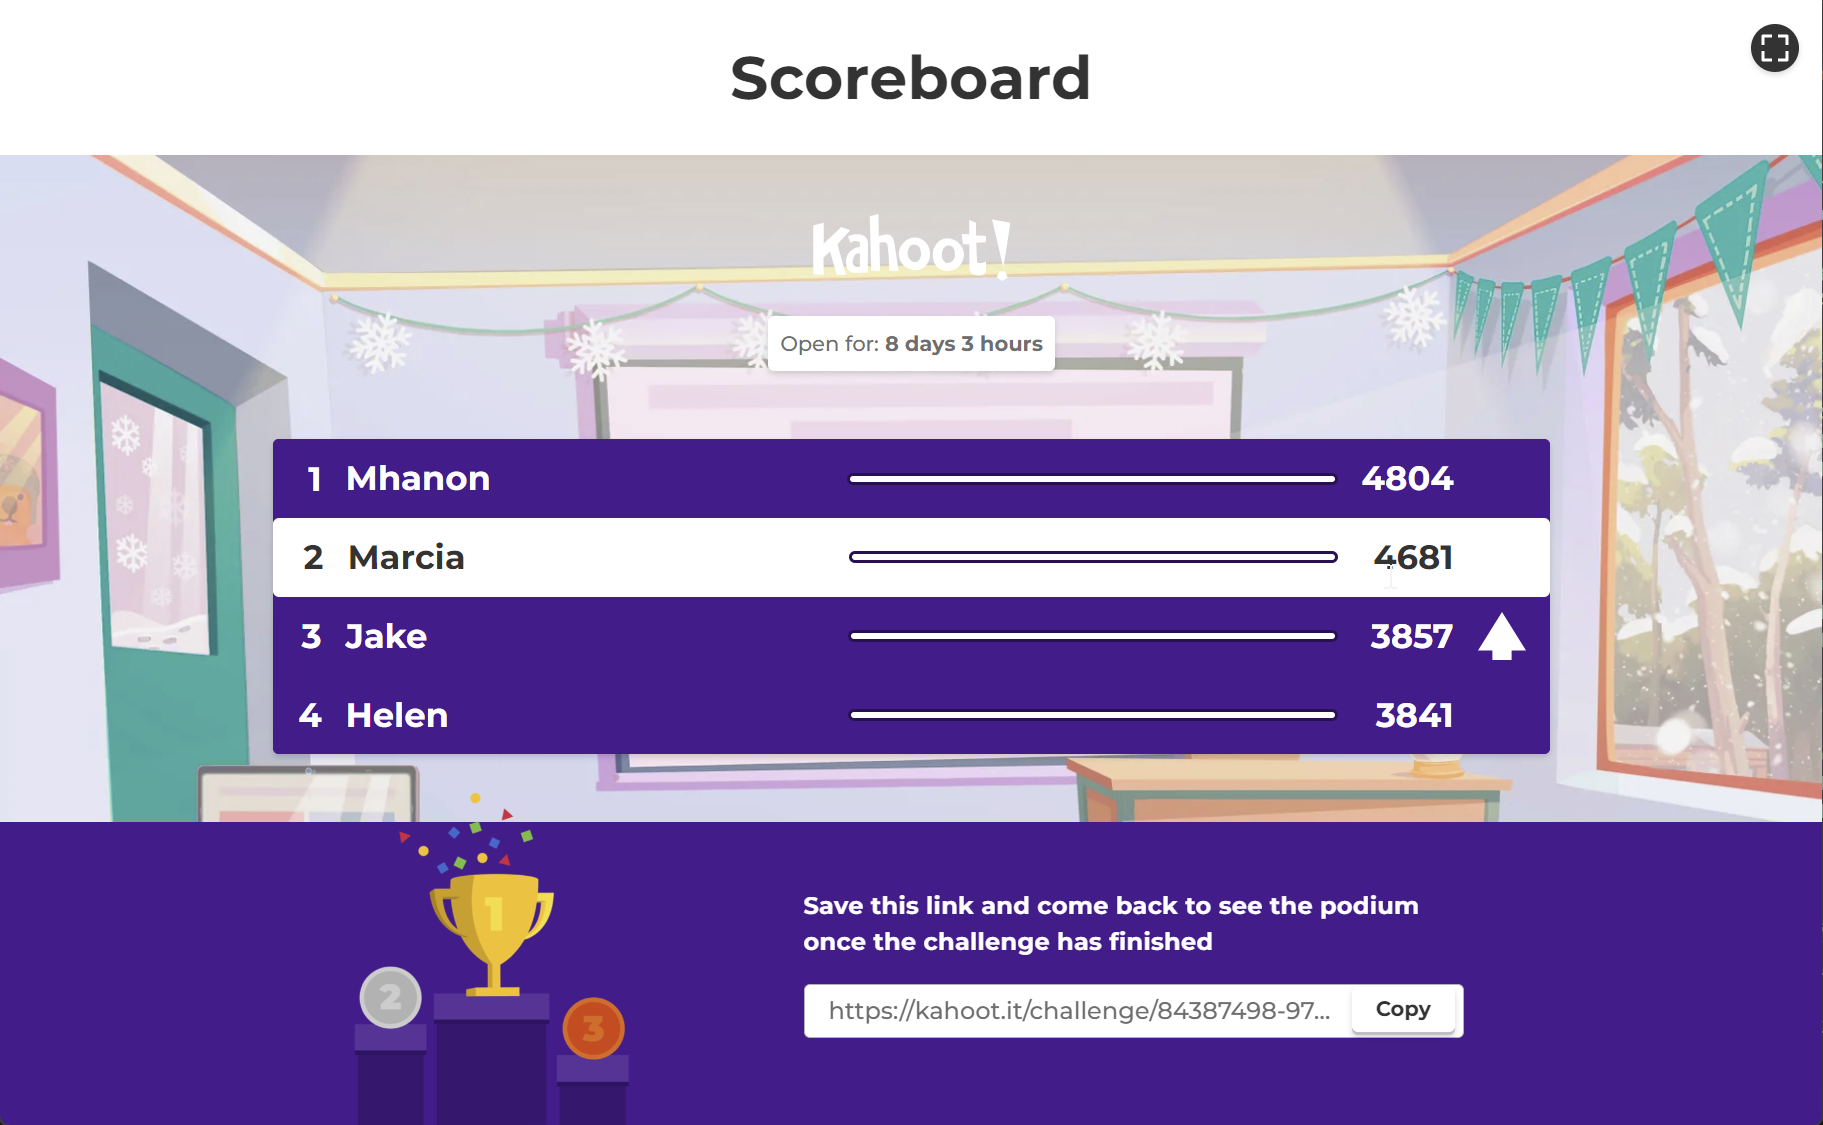 Scoreboard
Kahoot!
Open for: 8 days 3 hours
1 Mhanon 4804
2 Marcia 4681
3 Jake 3857
4 Helen 3841
1
2
3
Save this link and come back to see the podium
once the challenge has finished
https://kahoot.it/challenge/84387498-97... Copy